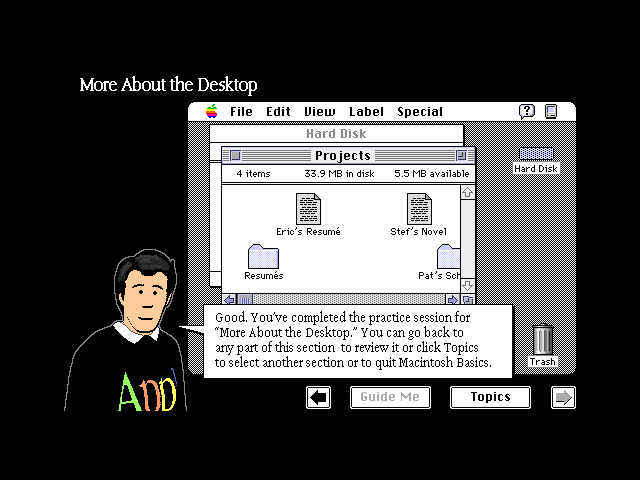 More About the Desktop
File Edit View Label Special
Hard Disk
Projects
4 items 33.9 MB in disk 5.5 MB available
Hard Disk
Eric's Resumé Stef's Novel
Resumés Pat's Sch
Good. You've completed the practice session for
“More About the Desktop.” You can go back to
any part of this section to review it or click Topics
to select another section or to quit Macintosh Basics.
Trash
Guide Me Topics